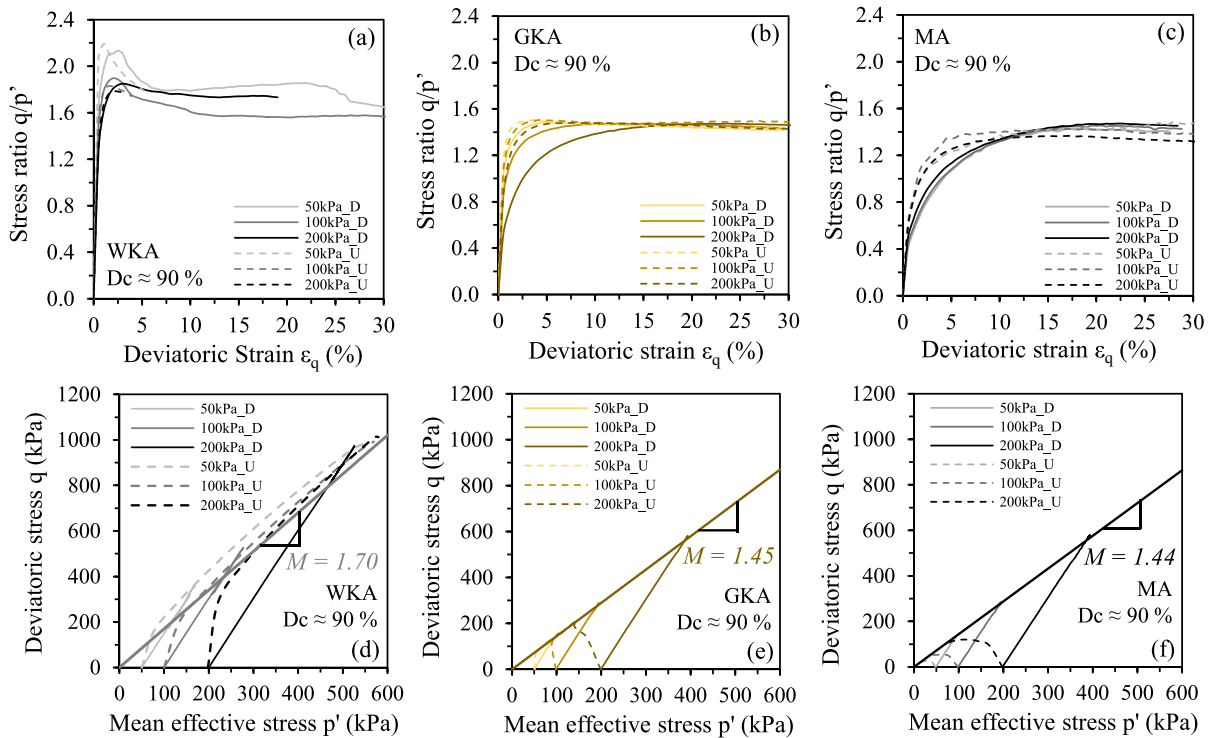 (a)
Stress ratio q/p'
2.4
2.0
1.6
1.2
0.8
0.4
0.0
50kPa_D
100kPa_D
200kPa_D
50kPa_U
100kPa_U
200kPa_U
WKA
Dc ≈ 90 %
0
5
10
15
20
25
30
Deviatoric Strain εq (%)
(b)
GKA
Dc ≈ 90 %
Stress ratio q/p'
2.4
2.0
1.6
1.2
0.8
0.4
0.0
50kPa_D
100kPa_D
200kPa_D
50kPa_U
100kPa_U
200kPa_U
0
5
10
15
20
25
30
Deviatoric strain εq (%)
(c)
MA
Dc ≈ 90 %
Stress ratio q/p'
2.4
2.0
1.6
1.2
0.8
0.4
0.0
50kPa_D
100kPa_D
200kPa_D
50kPa_U
100kPa_U
200kPa_U
0
5
10
15
20
25
30
Deviatoric strain εq (%)
Deviatoric stress q (kPa)
1200
1000
800
600
400
200
0
50kPa_D
100kPa_D
200kPa_D
50kPa_U
100kPa_U
200kPa_U
M = 1.70
WKA
Dc ≈ 90 %
(d)
0
100
200
300
400
500
600
Mean effective stress p' (kPa)
Deviatoric stress q (kPa)
1200
1000
800
600
400
200
0
50kPa_D
100kPa_D
200kPa_D
50kPa_U
100kPa_U
200kPa_U
M = 1.45
GKA
Dc ≈ 90 %
(e)
0
100
200
300
400
500
600
Mean effective stress p' (kPa)
Deviatoric stress q (kPa)
1200
1000
800
600
400
200
0
50kPa_D
100kPa_D
200kPa_D
50kPa_U
100kPa_U
200kPa_U
M = 1.44
MA
Dc ≈ 90 %
(f)
0
100
200
300
400
500
600
Mean effective stress p' (kPa)